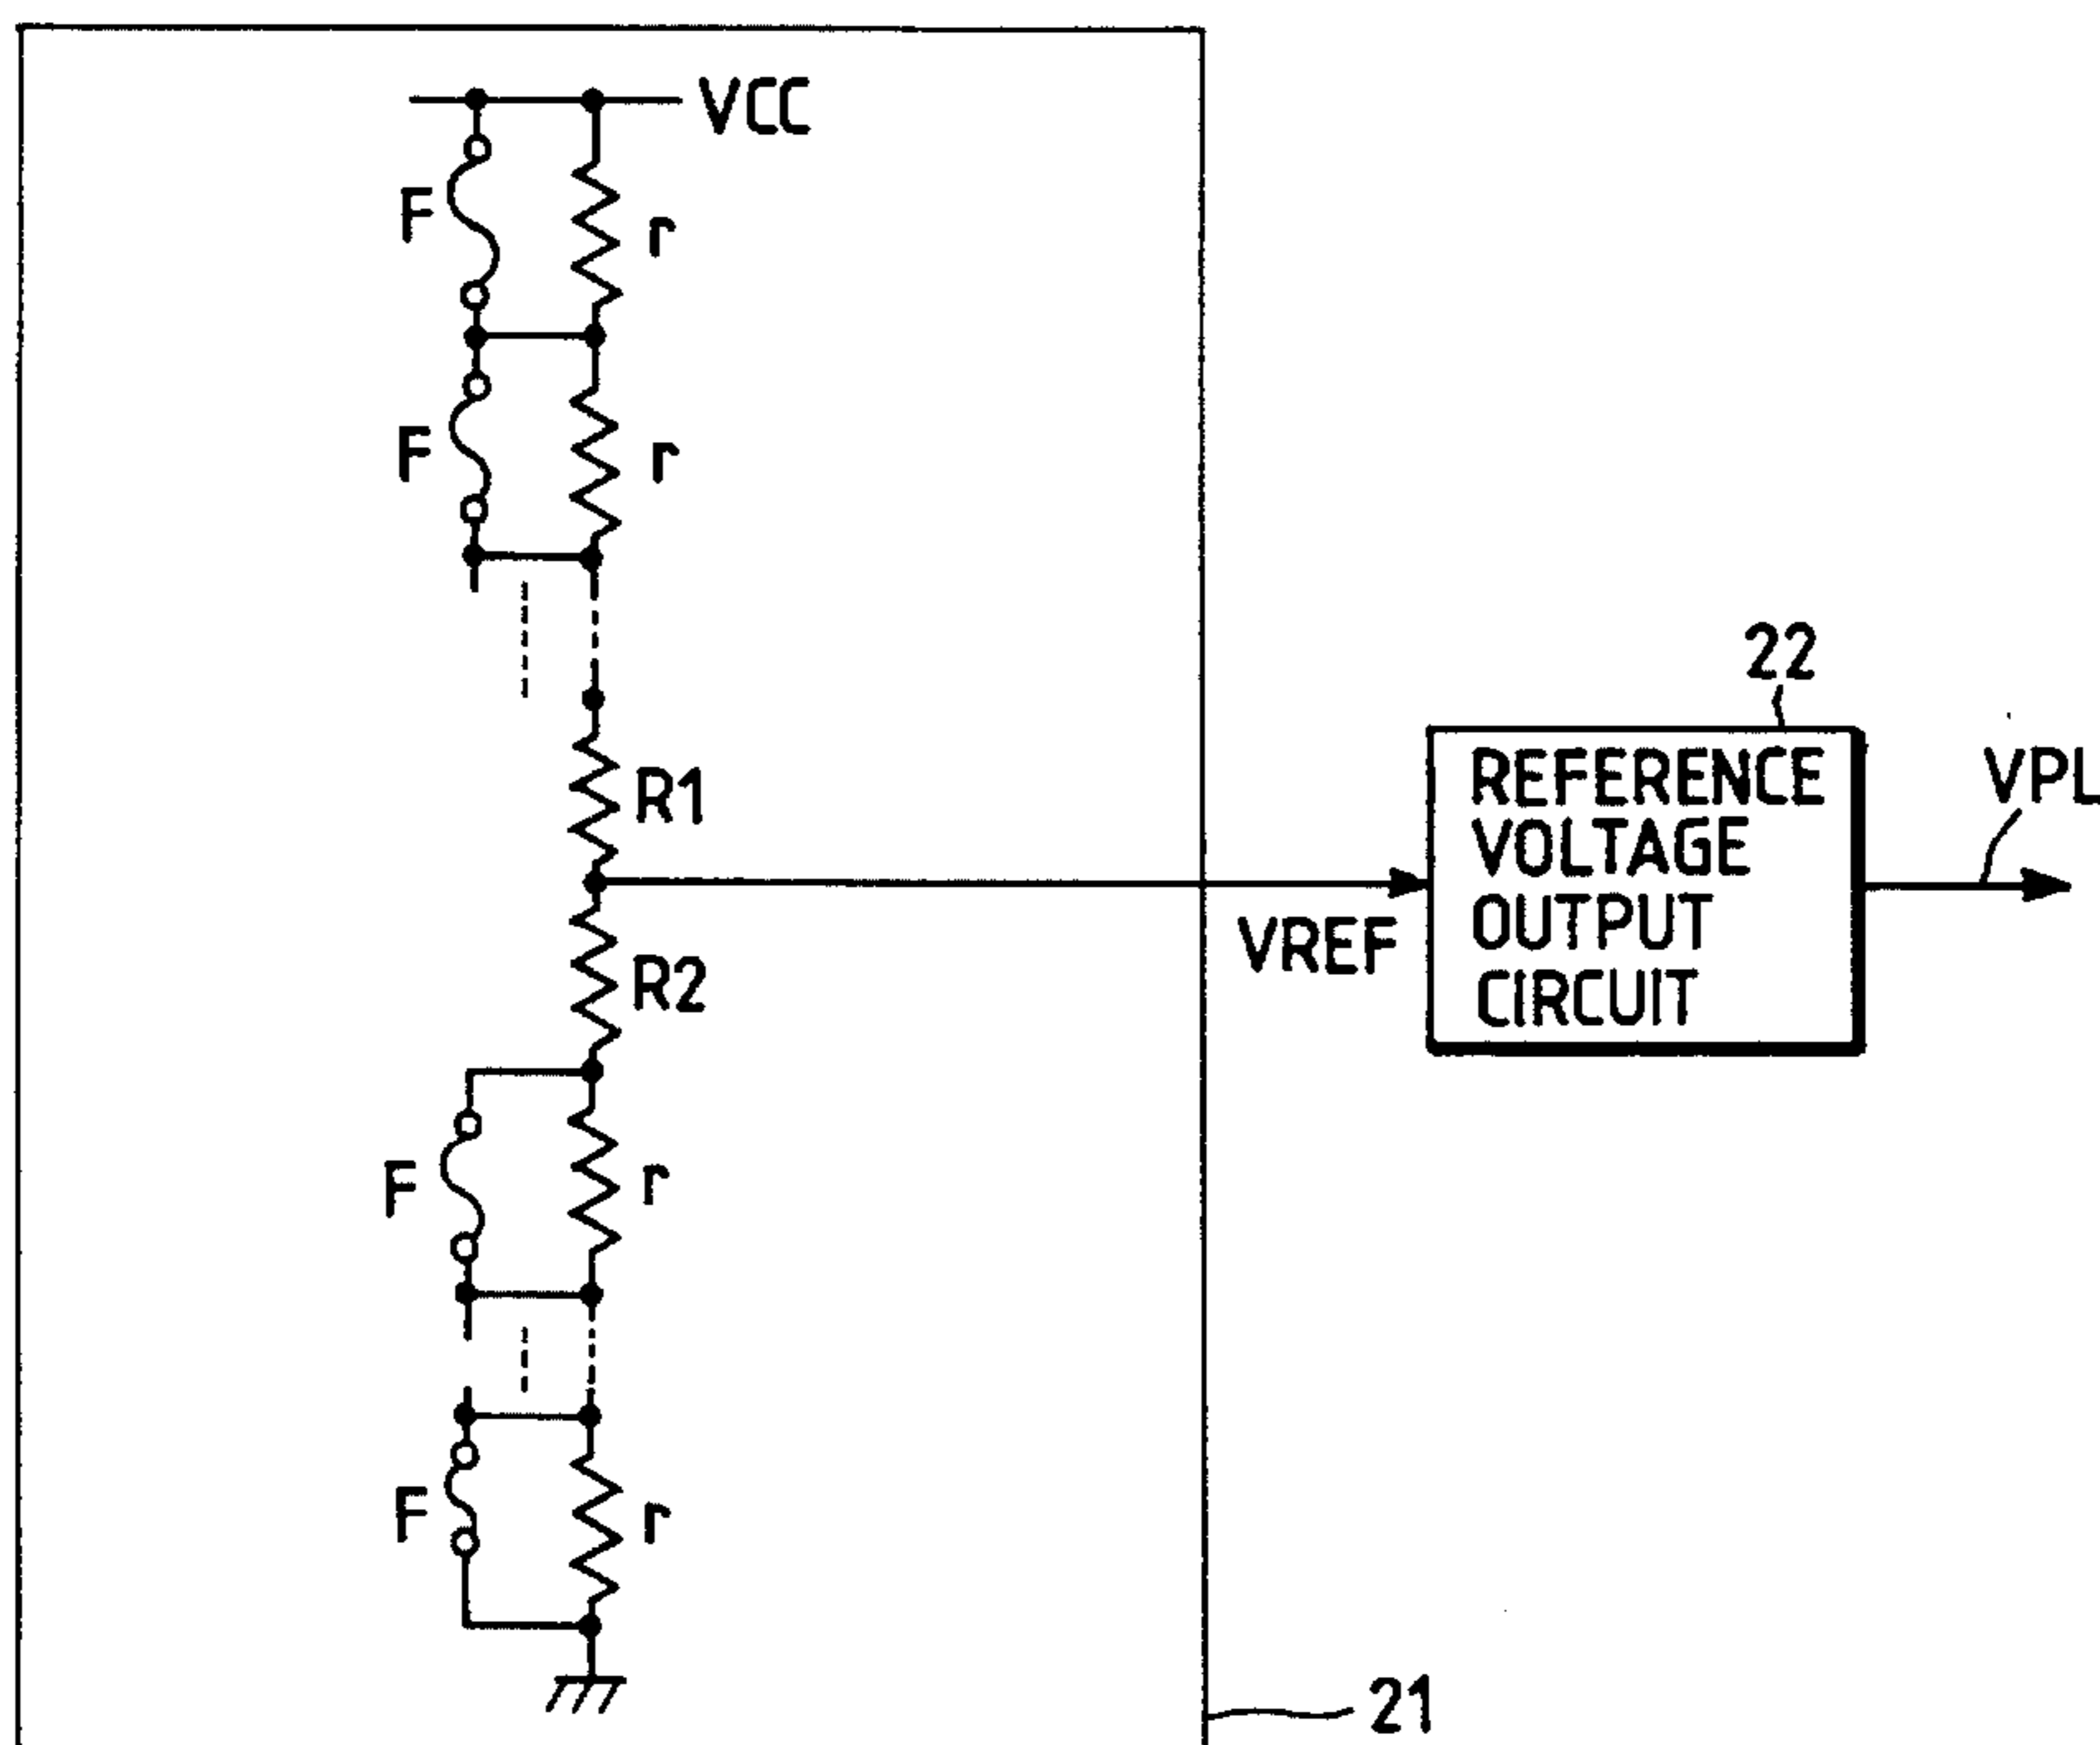 VCC
F
r
F
r
22
REFERENCE
VOLTAGE
OUTPUT
CIRCUIT
VPL
R1
VREF
R2
F
r
F
r
21